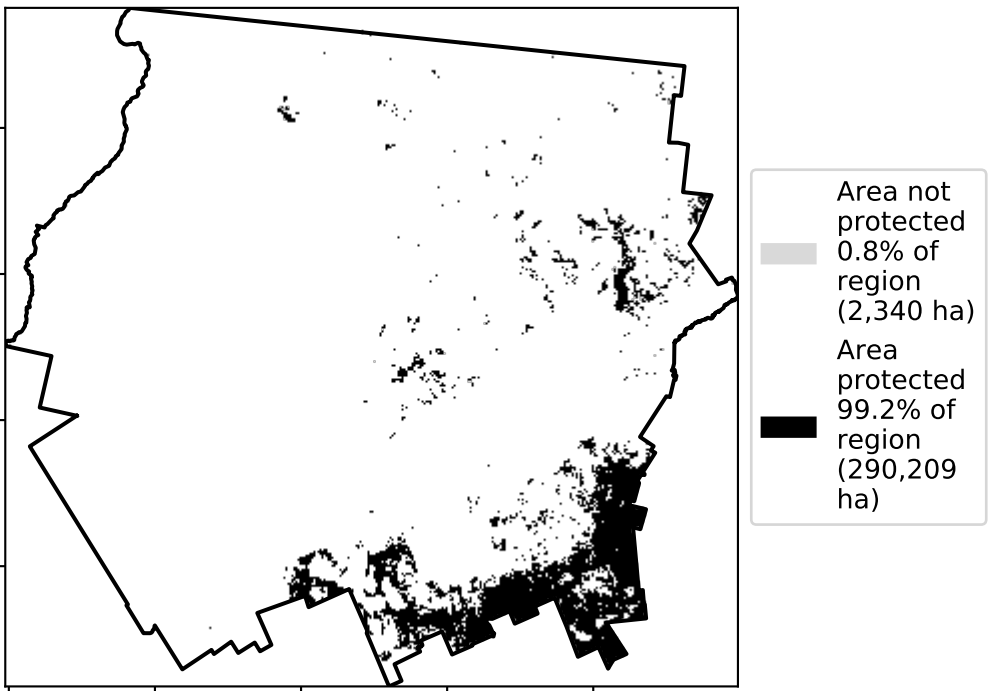 Area not
protected
0.8% of
region
(2,340 ha)
Area
protected
99.2% of
region
(290,209
ha)